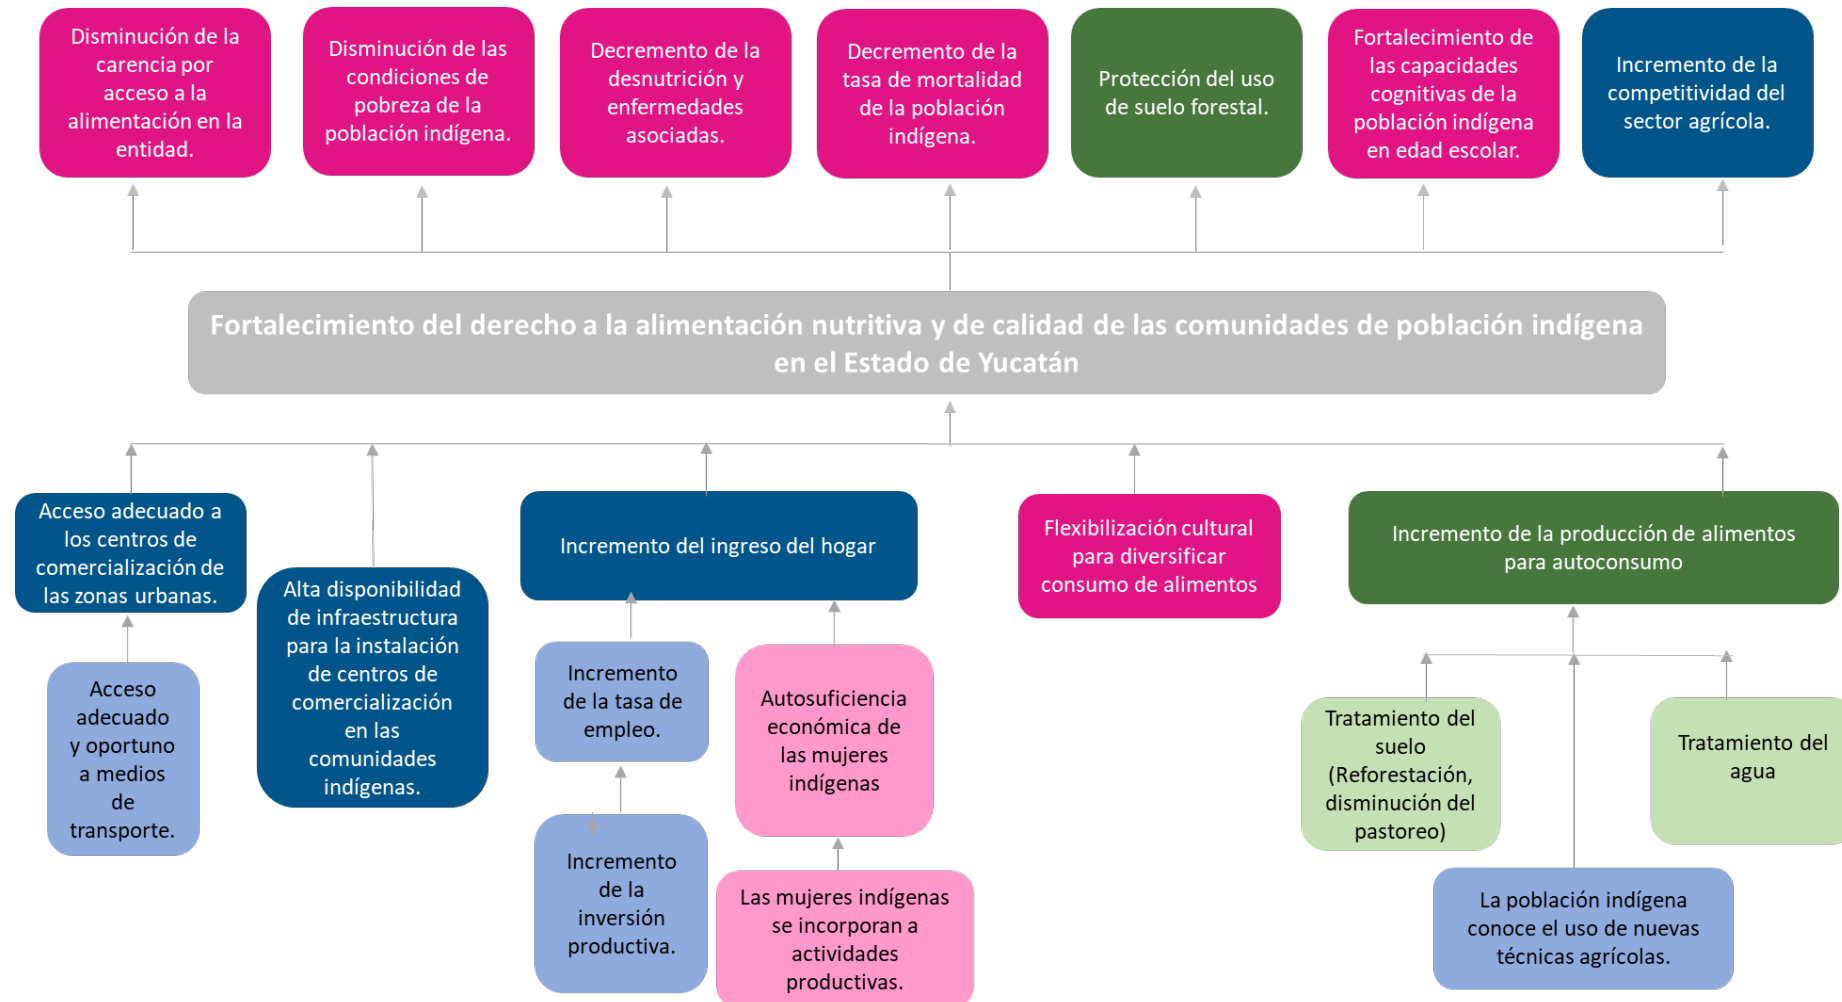 Disminución de la
carencia por
acceso a la
alimentación en la
entidad.
Disminución de las
condiciones de
pobreza de la
población indígena.
Decremento de la
desnutrición y
enfermedades
asociadas.
Decremento de la
tasa de mortalidad
de la población
indígena.
Protección del uso
de suelo forestal.
Fortalecimiento de
las capacidades
cognitivas de la
población indígena
en edad escolar.
Incremento de la
competitividad del
sector agrícola.
Fortalecimiento del derecho a la alimentación nutritiva y de calidad de las comunidades de población indígena
en el Estado de Yucatán
Acceso adecuado a
los centros de
comercialización de
las zonas urbanas.
Alta disponibilidad
de infraestructura
para la instalación
de centros de
comercialización
en las
comunidades
indígenas.
Incremento del ingreso del hogar
Flexibilización cultural
para diversificar
consumo de alimentos
Incremento de la producción de alimentos
para autoconsumo
Acceso
adecuado
y oportuno
a medios
de
transporte.
Incremento
de la tasa de
empleo.
Autosuficiencia
económica de
las mujeres
indígenas
Tratamiento del
suelo
(Reforestación,
disminución del
pastoreo)
Tratamiento del
agua
Incremento
de la
inversión
productiva.
Las mujeres indígenas
se incorporan a
actividades
productivas.
La población indígena
conoce el uso de nuevas
técnicas agrícolas.